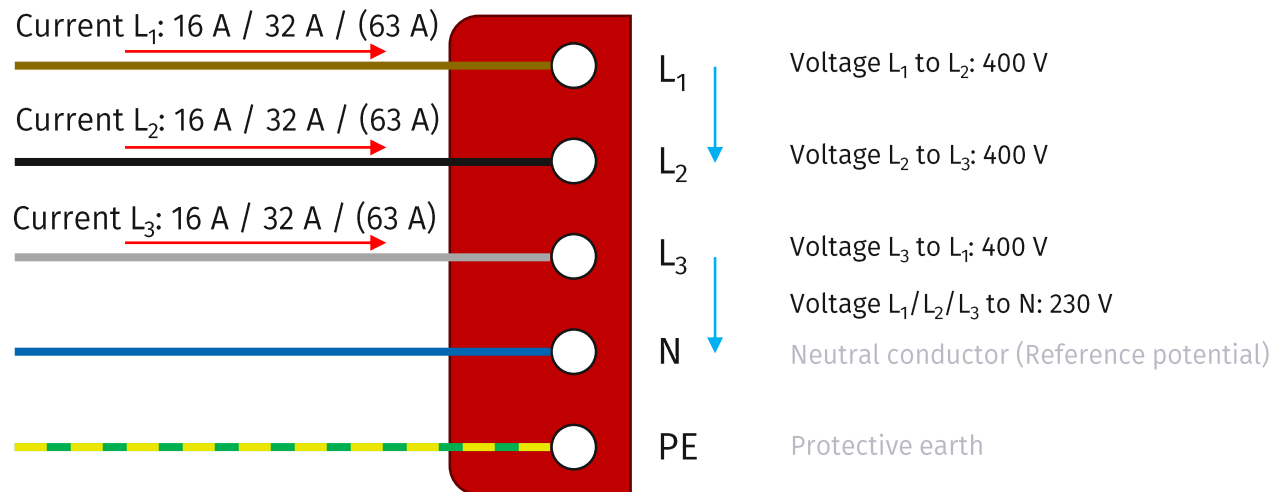 Current L₁: 16 A / 32 A / (63 A)
L₁
Voltage L₁ to L₂: 400 V
Current L₂: 16 A / 32 A / (63 A)
L₂
Voltage L₂ to L₃: 400 V
Current L₃: 16 A / 32 A / (63 A)
L₃
Voltage L₃ to L₁: 400 V
Voltage L₁/L₂/L₃ to N: 230 V
N
Neutral conductor (Reference potential)
PE
Protective earth